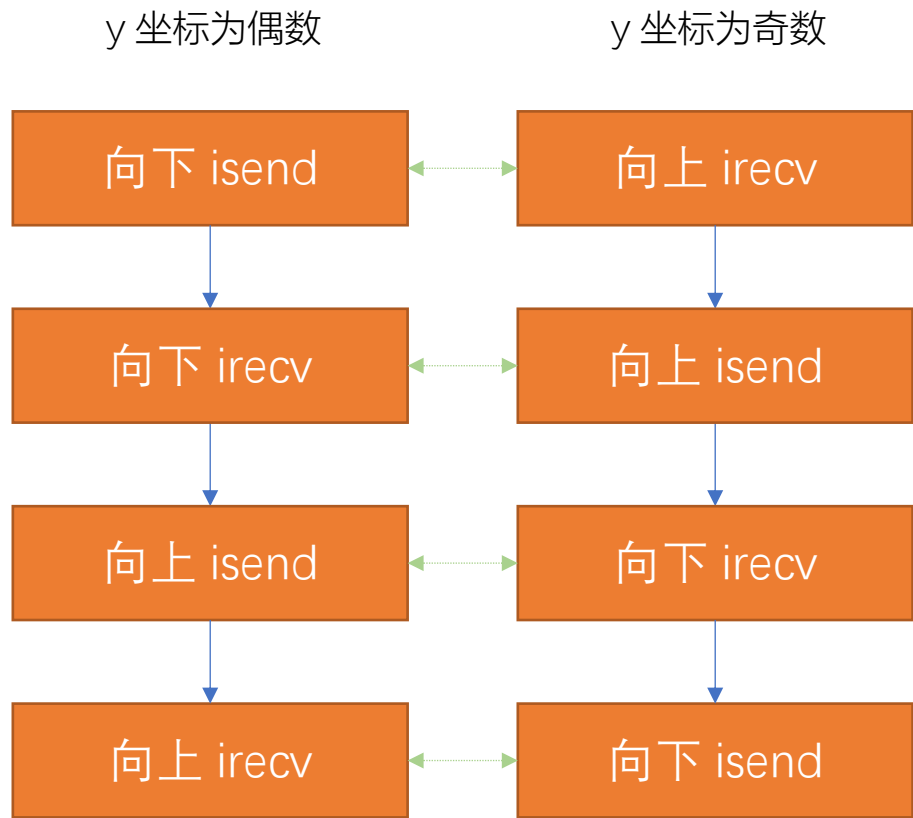 y 坐标为偶数
y 坐标为奇数
向下 isend
向上 irecv
向下 irecv
向上 isend
向上 isend
向下 irecv
向上 irecv
向下 isend